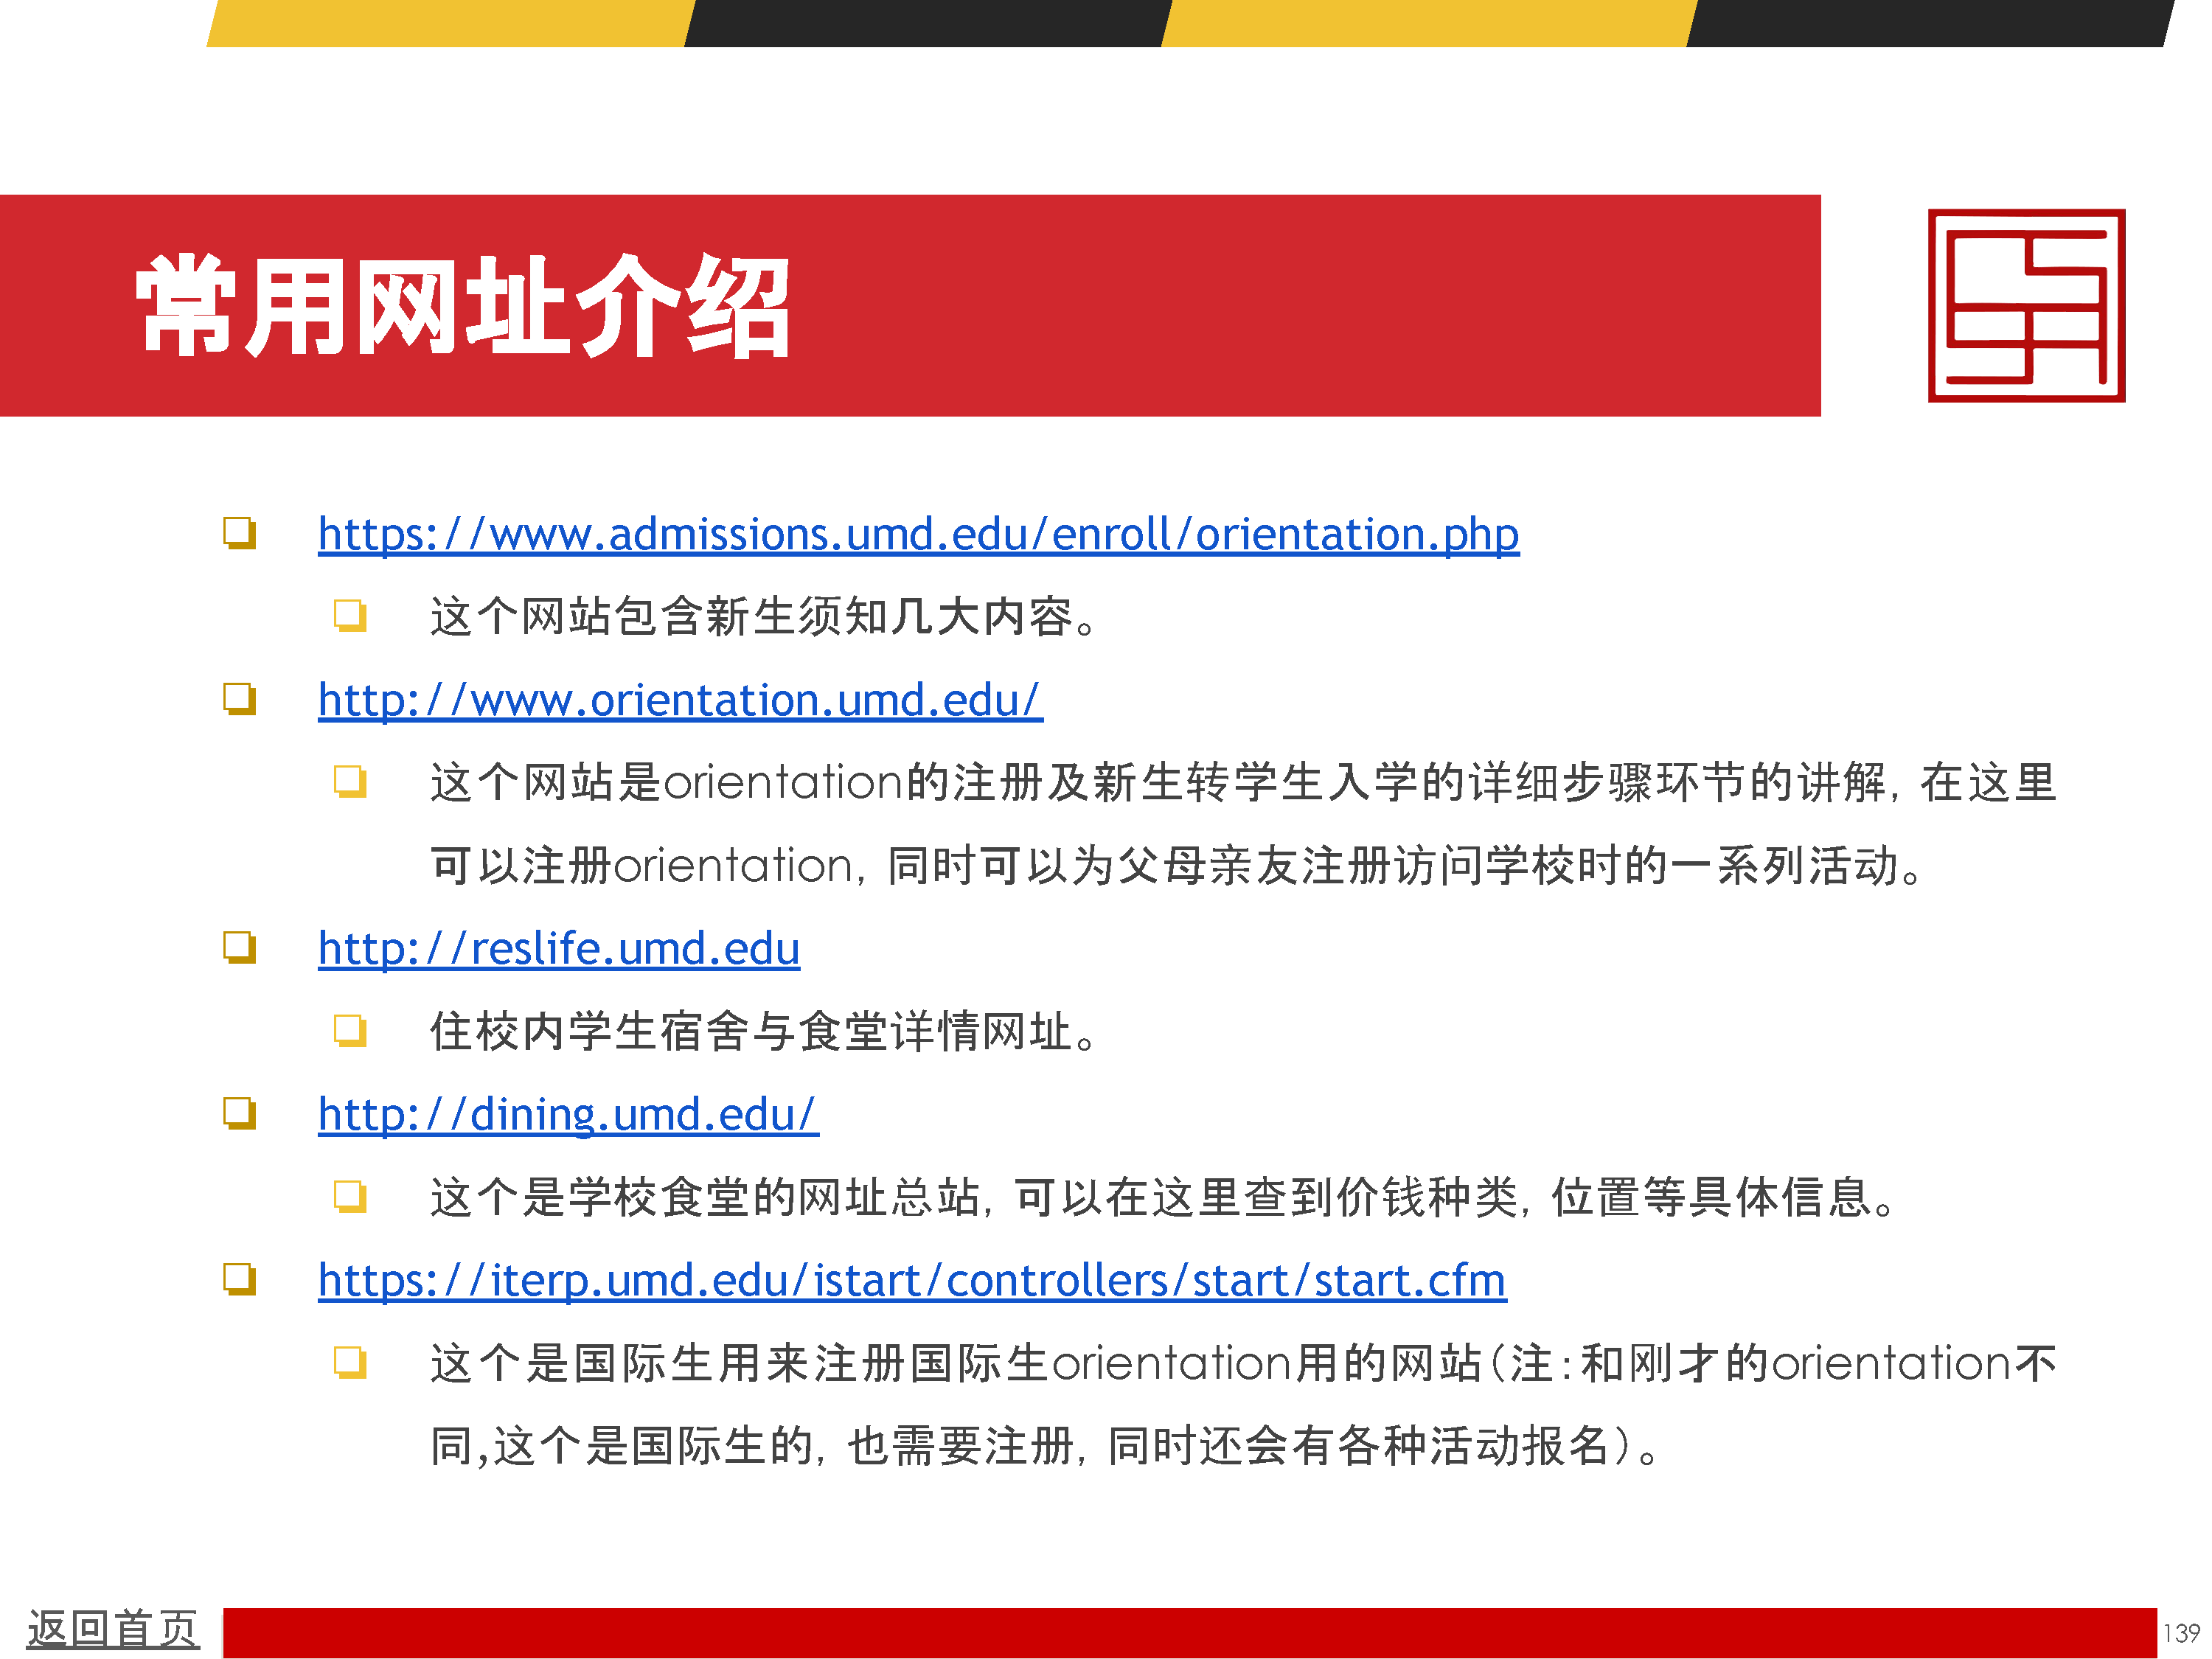 常用网址介绍
https://www.admissions.umd.edu/enroll/orientation.php
这个网站包含新生须知几大内容。
http://www.orientation.umd.edu/
这个网站是orientation的注册及新生转学生入学的详细步骤环节的讲解，在这里
可以注册orientation，同时可以为父母亲友注册访问学校时的一系列活动。
http://reslife.umd.edu
住校内学生宿舍与食堂详情网址。
http://dining.umd.edu/
这个是学校食堂的网址总站，可以在这里查到价钱种类，位置等具体信息。
https://iterp.umd.edu/istart/controllers/start/start.cfm
这个是国际生用来注册国际生orientation用的网站（注：和刚才的orientation不
同,这个是国际生的，也需要注册，同时还会有各种活动报名）。
返回首页
139